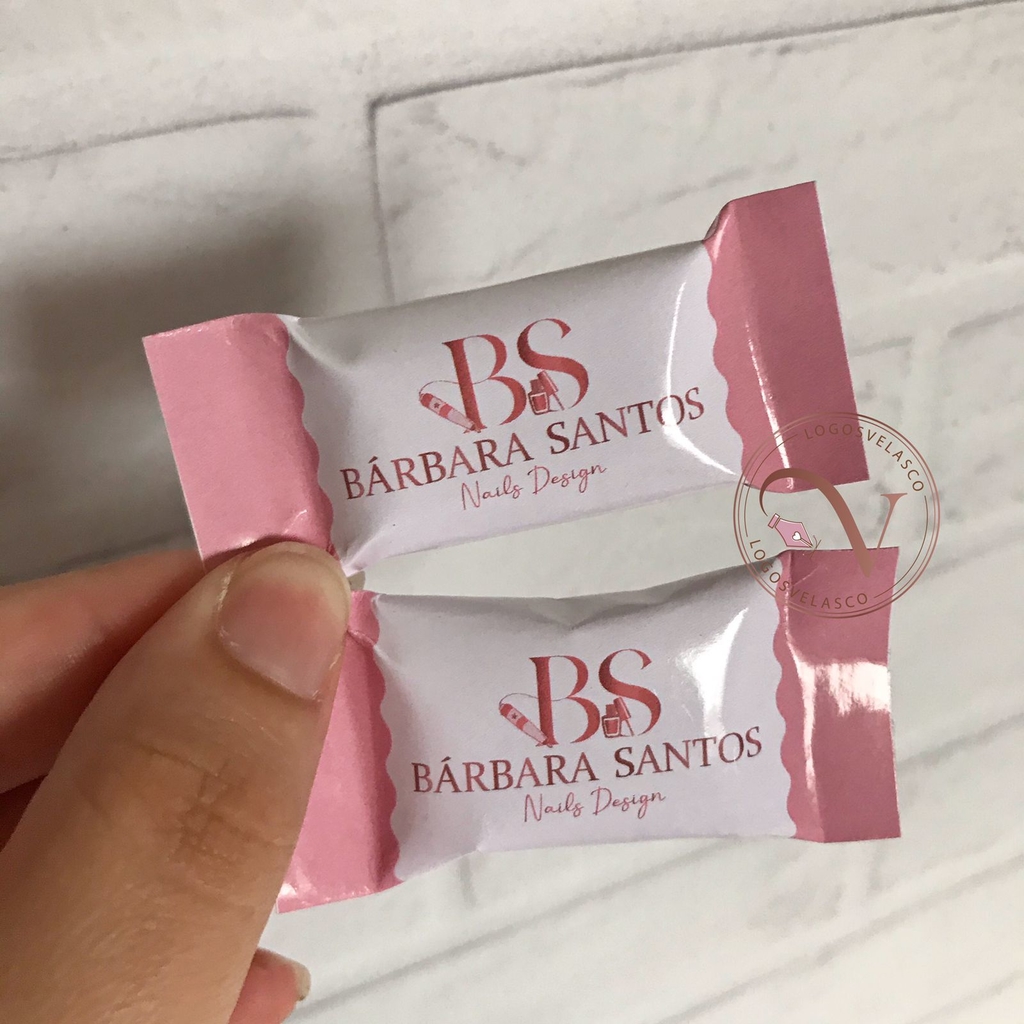 BS
BÁRBARA SANTOS
Nails Design
LOGOSVELASCO
V
LOGOSVELASCO
BS
BÁRBARA SANTOS
Nails Design